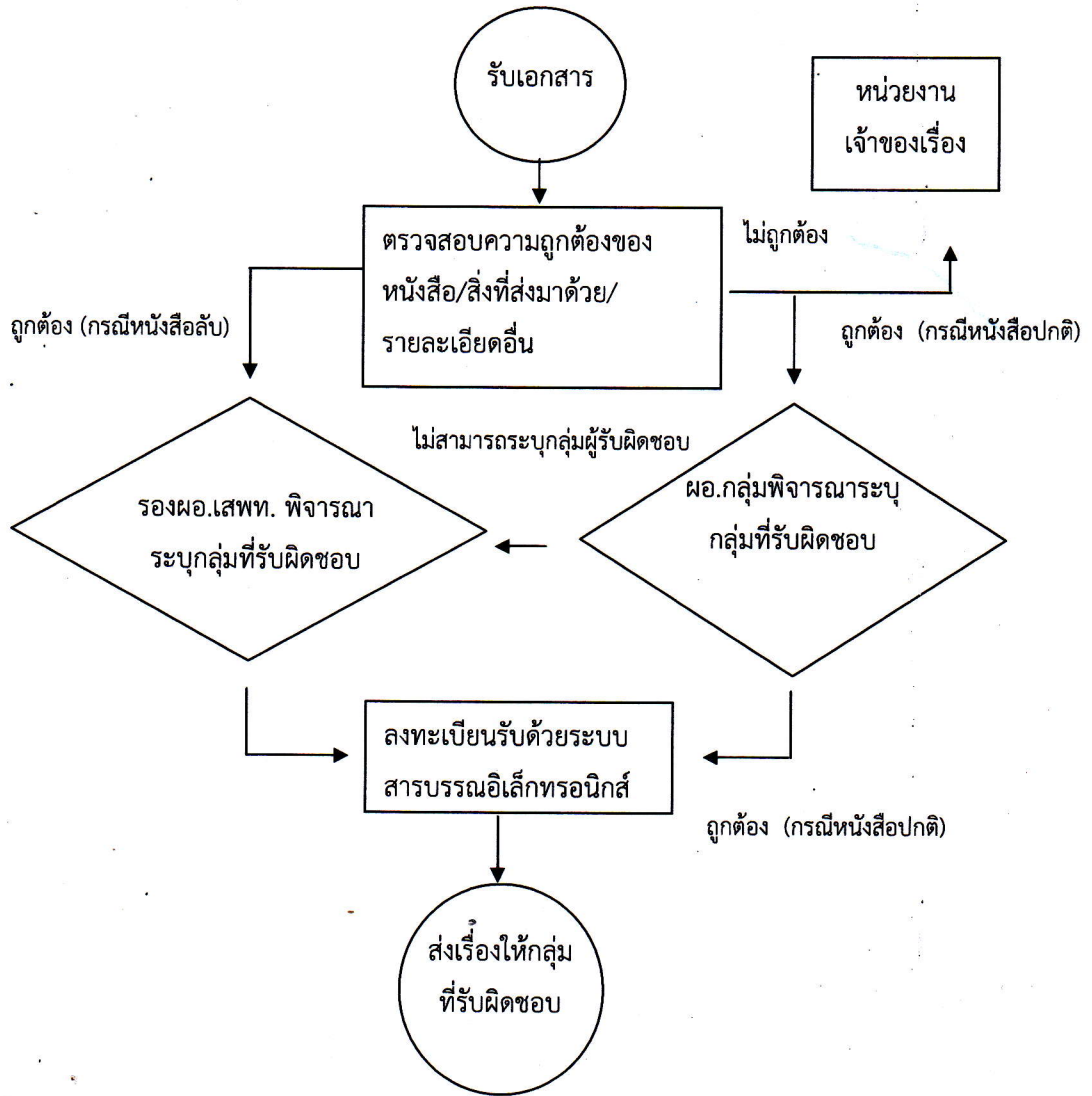 รับเอกสาร
หน่วยงาน
เจ้าของเรื่อง
ตรวจสอบความถูกต้องของ
หนังสือ/สิ่งที่ส่งมาด้วย/
รายละเอียดอื่น
ไม่ถูกต้อง
ถูกต้อง (กรณีหนังสือลับ)
ถูกต้อง (กรณีหนังสือปกติ)
ไม่สามารถระบุกลุ่มผู้รับผิดชอบ
รองผอ.เสพท. พิจารณา
ระบุกลุ่มที่รับผิดชอบ
ผอ.กลุ่มพิจารณาระบุ
กลุ่มที่รับผิดชอบ
ลงทะเบียนรับด้วยระบบ
สารบรรณอิเล็กทรอนิกส์
ถูกต้อง (กรณีหนังสือปกติ)
ส่งเรื่องให้กลุ่ม
ที่รับผิดชอบ